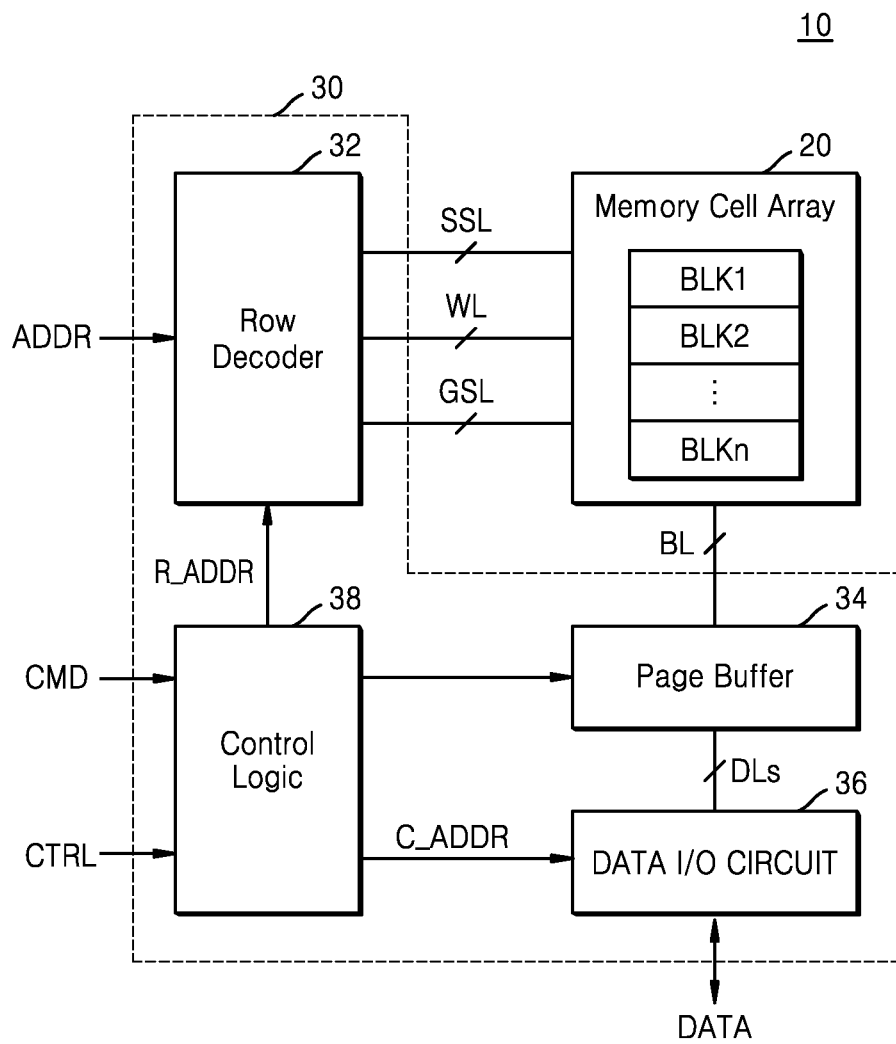 10
30
32
20
Memory Cell Array
SSL
BLK1
WL
Row
Decoder
BLK2
ADDR
GSL
⋮
BLKn
BL
R_ADDR
38
34
CMD
Page Buffer
Control
Logic
DLs
36
CTRL
C_ADDR
DATA I/O CIRCUIT
DATA